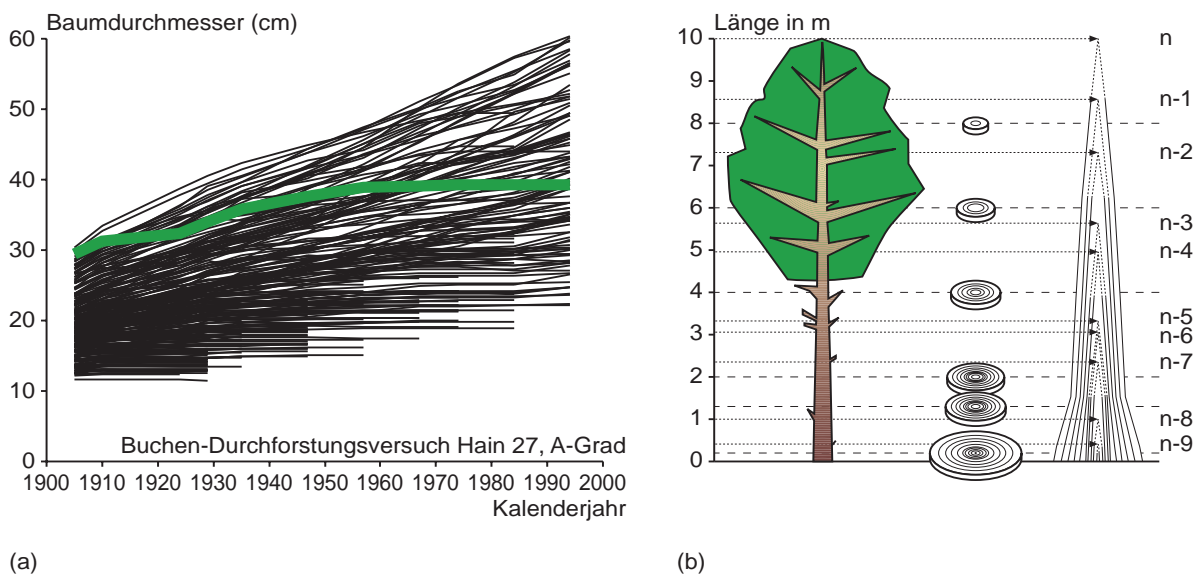 Baumdurchmesser (cm)
60
50
40
30
20
10
0
Buchen-Durchforstungsversuch Hain 27, A-Grad
1900 1910 1920 1930 1940 1950 1960 1970 1980 1990 2000
Kalenderjahr
(a)
Länge in m
10
9
8
7
6
5
4
3
2
1
0
n
n-1
n-2
n-3
n-4
n-5
n-6
n-7
n-8
n-9
(b)